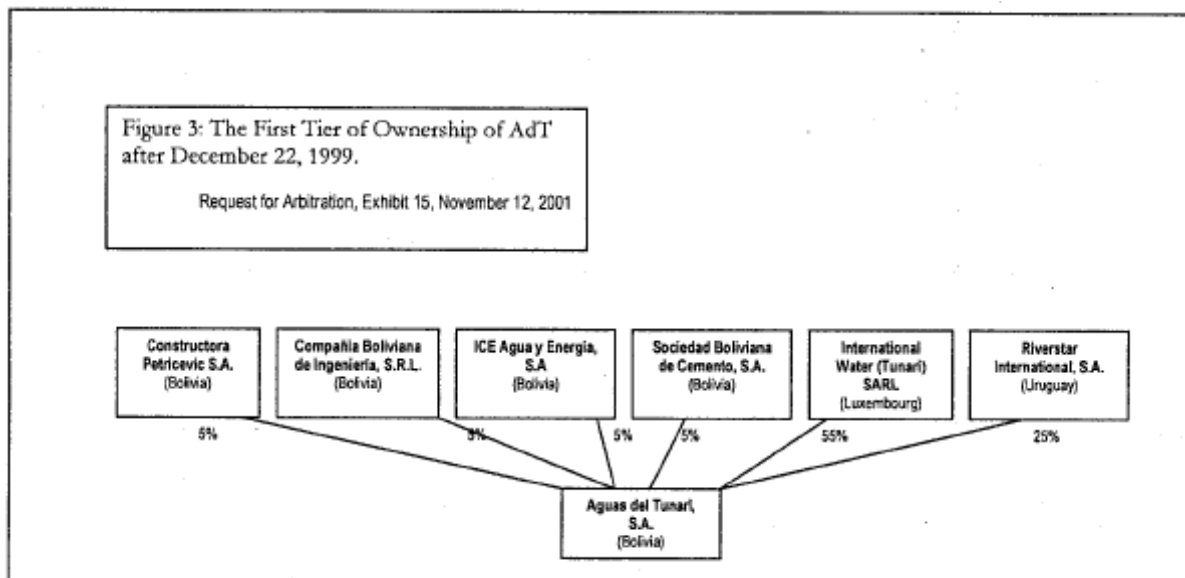 Figure 3: The First Tier of Ownership of AdT
after December 22, 1999.
Request for Arbitration, Exhibit 15, November 12, 2001
Constructora
Petricevic S.A.
(Bolivia)
Compañia Boliviana
de Ingeniería, S.R.L.
(Bolivia)
ICE Agua y Energía,
S.A
(Bolivia)
Sociedad Boliviana
de Cemento, S.A.
(Bolivia)
International
Water (Tunari)
SARL
(Luxembourg)
Riverstar
International, S.A.
(Uruguay)
5%
5%
5%
5%
55%
25%
Aguas del Tunari,
S.A.
(Bolivia)